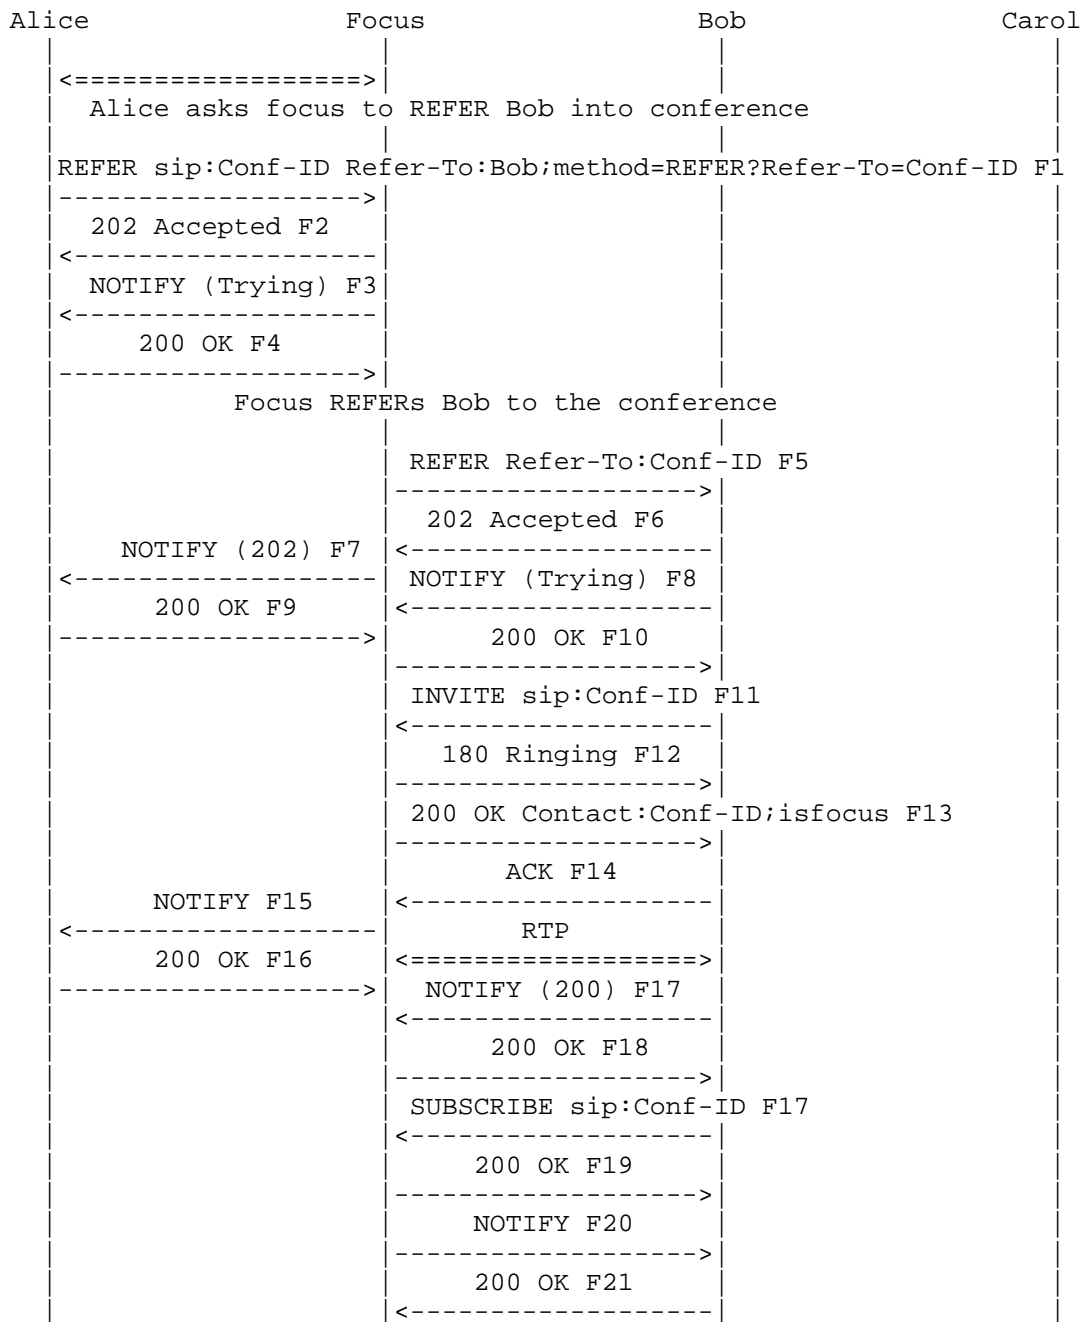 Alice Focus Bob Carol
Alice asks focus to REFER Bob into conference
REFER sip:Conf-ID Refer-To:Bob;method=REFER?Refer-To=Conf-ID F1
202 Accepted F2
NOTIFY (Trying) F3
200 OK F4
Focus REFERs Bob to the conference
REFER Refer-To:Conf-ID F5
202 Accepted F6
NOTIFY (202) F7
NOTIFY (Trying) F8
200 OK F9
200 OK F10
INVITE sip:Conf-ID F11
180 Ringing F12
200 OK Contact:Conf-ID;isfocus F13
ACK F14
NOTIFY F15
RTP
200 OK F16
NOTIFY (200) F17
200 OK F18
SUBSCRIBE sip:Conf-ID F17
200 OK F19
NOTIFY F20
200 OK F21